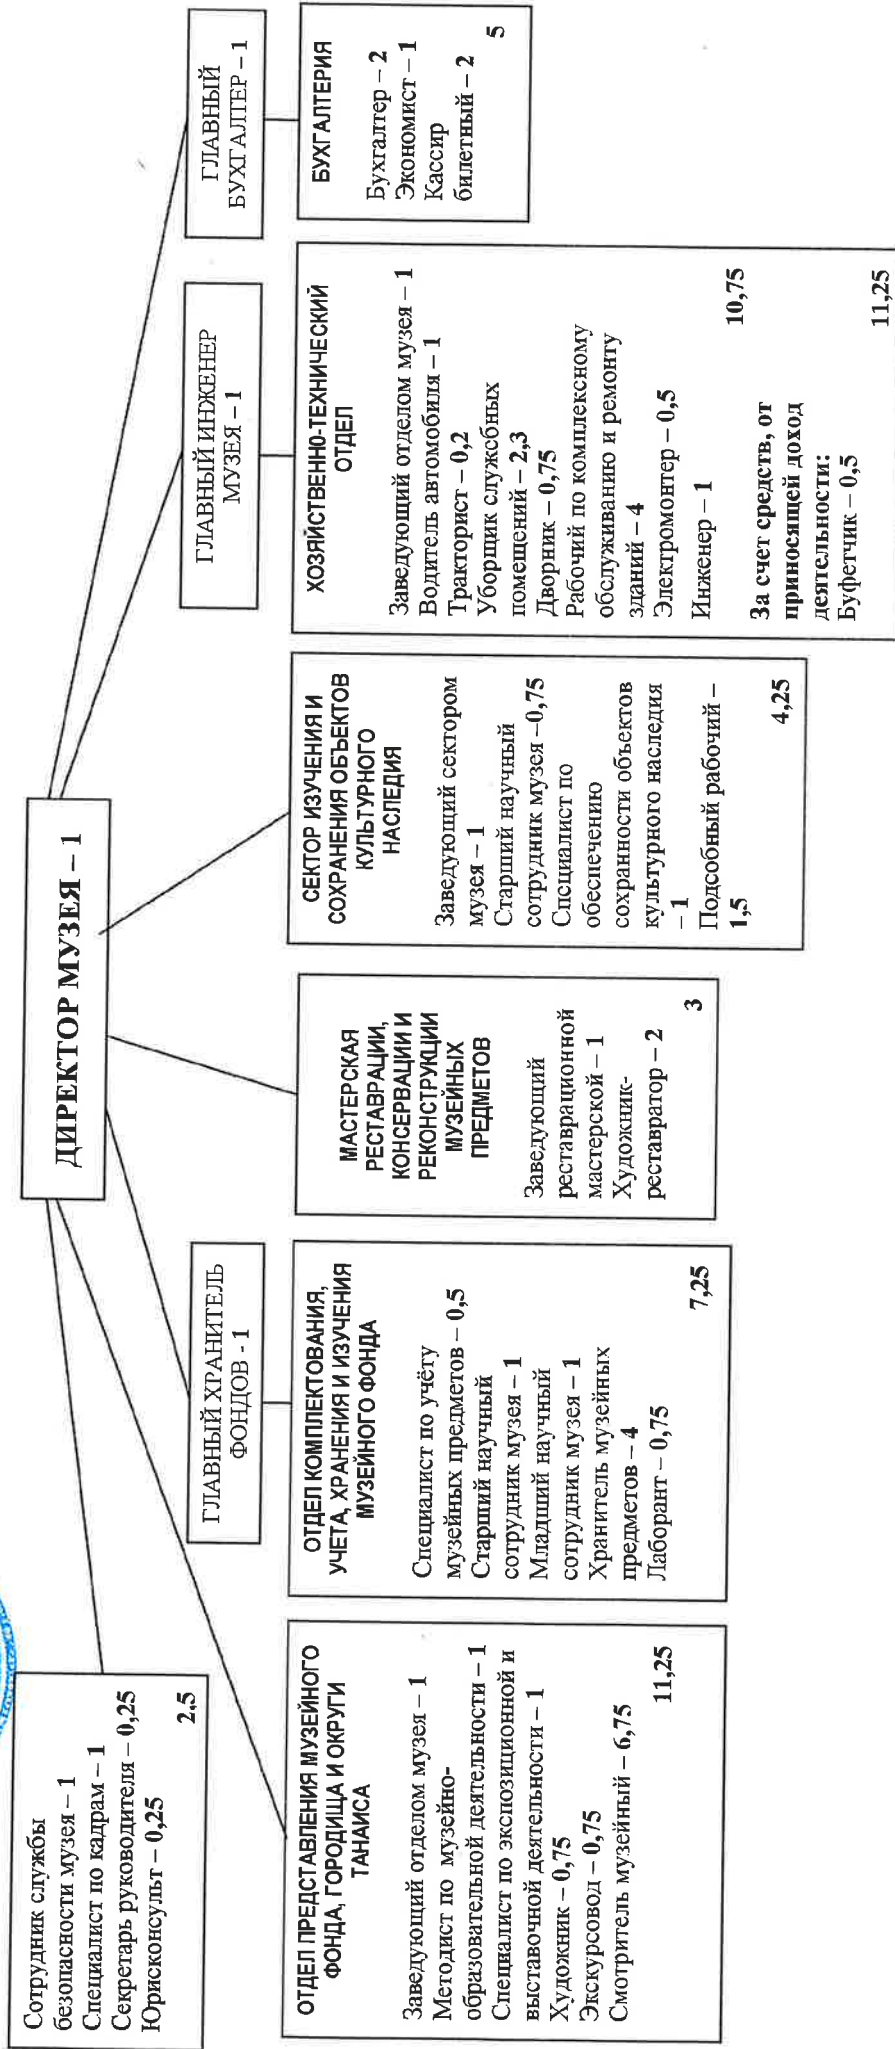 ДИРЕКТОР МУЗЕЯ – 1
Сотрудник службы
безопасности музея – 1
Специалист по кадрам – 1
Секретарь руководителя – 0,25
Юрисконсульт – 0,25
2,5
ГЛАВНЫЙ ХРАНИТЕЛЬ
ФОНДОВ - 1
ГЛАВНЫЙ ИНЖЕНЕР
МУЗЕЯ – 1
ГЛАВНЫЙ
БУХГАЛТЕР – 1
ОТДЕЛ ПРЕДСТАВЛЕНИЯ МУЗЕЙНОГО
ФОНДА, ГОРОДИЩА И ОКРУГИ
ТАНАИСА
Заведующий отделом музея – 1
Методист по музейно-
образовательной деятельности – 1
Специалист по экспозиционной и
выставочной деятельности – 1
Художник – 0,75
Экскурсовод – 0,75
Смотритель музейный – 6,75
11,25
ОТДЕЛ КОМПЛЕКТОВАНИЯ,
УЧЕТА, ХРАНЕНИЯ И ИЗУЧЕНИЯ
МУЗЕЙНОГО ФОНДА
Специалист по учёту
музейных предметов – 0,5
Старший научный
сотрудник музея – 1
Младший научный
сотрудник музея – 1
Хранитель музейных
предметов – 4
Лаборант – 0,75
7,25
МАСТЕРСКАЯ
РЕСТАВРАЦИИ,
КОНСЕРВАЦИИ И
РЕКОНСТРУКЦИИ
МУЗЕЙНЫХ
ПРЕДМЕТОВ
Заведующий
реставрационной
мастерской – 1
Художник-
реставратор – 2
3
СЕКТОР ИЗУЧЕНИЯ И
СОХРАНЕНИЯ ОБЪЕКТОВ
КУЛЬТУРНОГО
НАСЛЕДИЯ
Заведующий сектором
музея – 1
Старший научный
сотрудник музея –0,75
Специалист по
обеспечению
сохранности объектов
культурного наследия
– 1
Подсобный рабочий –
1,5
4,25
ХОЗЯЙСТВЕННО-ТЕХНИЧЕСКИЙ
ОТДЕЛ
Заведующий отделом музея – 1
Водитель автомобиля – 1
Тракторист – 0,2
Уборщик служебных
помещений – 2,3
Дворник – 0,75
Рабочий по комплексному
обслуживанию и ремонту
зданий – 4
Электромонтер – 0,5
Инженер – 1
10,75
За счет средств, от
приносящей доход
деятельности:
Буфетчик – 0,5
11,25
БУХГАЛТЕРИЯ
Бухгалтер – 2
Экономист – 1
Кассир
билетный – 2
5